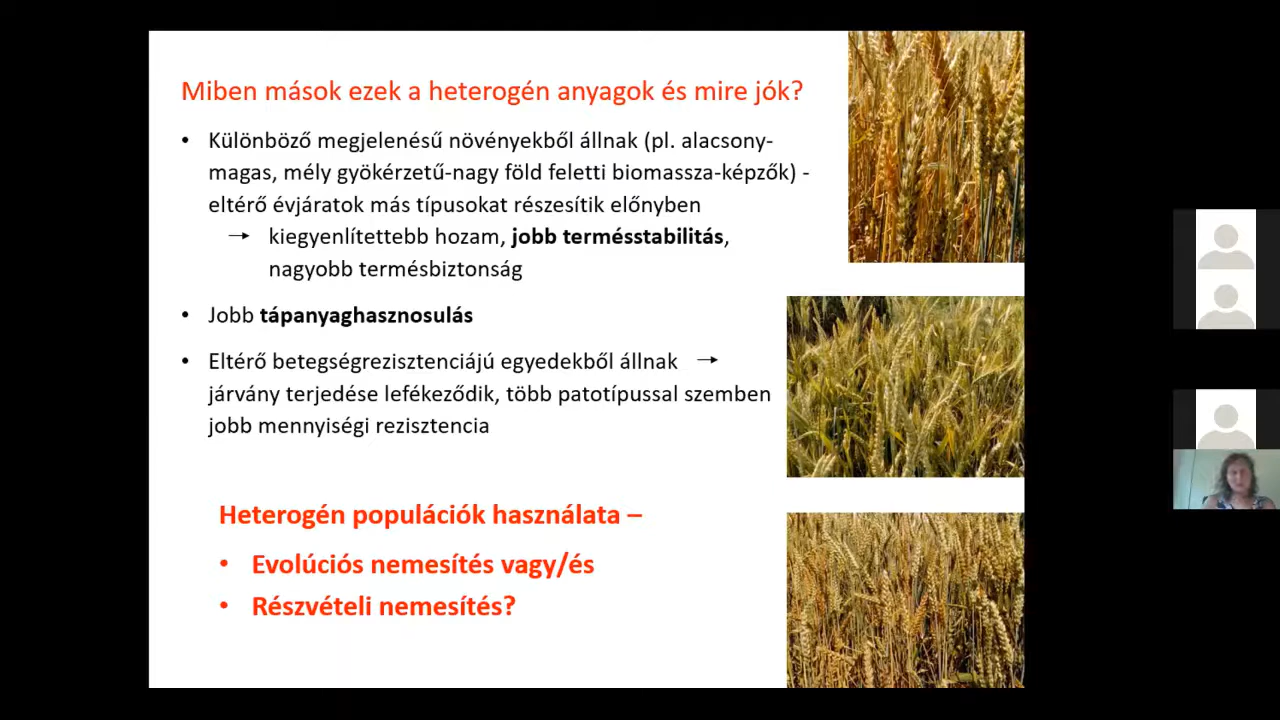 Miben mások ezek a heterogén anyagok és mire jók?
• Különböző megjelenésű növényekből állnak (pl. alacsony-
magas, mély gyökérzetű-nagy föld feletti biomassza-képzők) -
eltérő évjáratok más típusokat részesítik előnyben
→ kiegyenlítettebb hozam, jobb termésstabilitás,
nagyobb termésbiztonság
• Jobb tápanyaghasznosulás
• Eltérő betegségrezisztenciájú egyedekből állnak →
járvány terjedése lefékeződik, több patotípussal szemben
jobb mennyiségi rezisztencia
Heterogén populációk használata –
• Evolúciós nemesítés vagy/és
• Részvételi nemesítés?